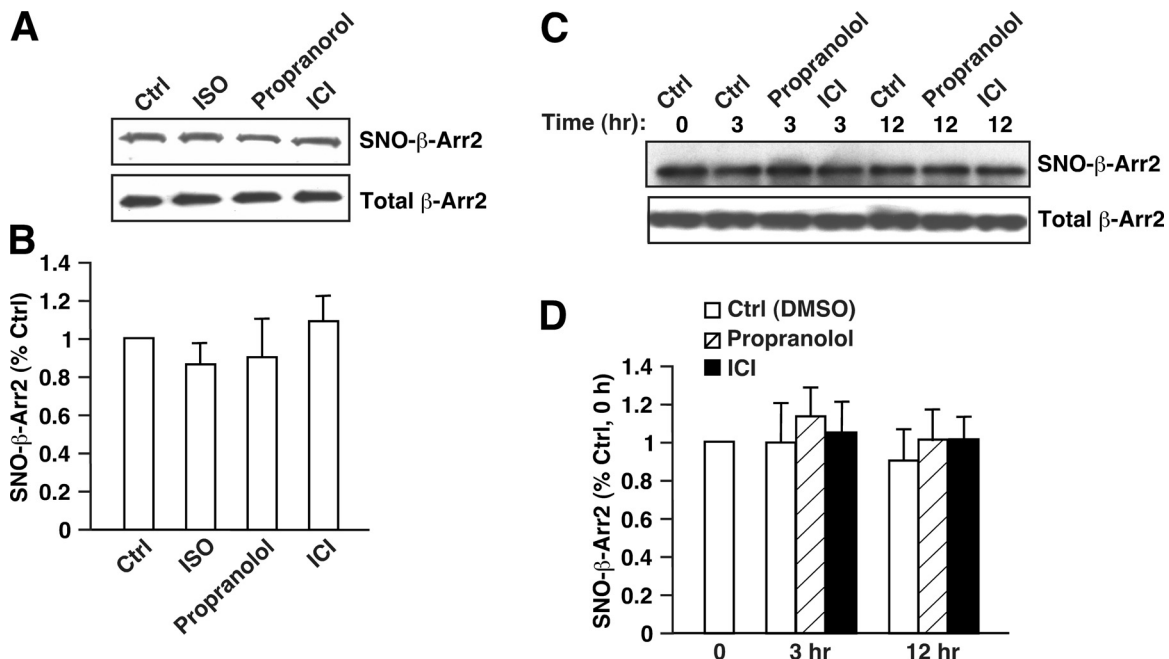 A
Ctrl
ISO
Propranorol
ICI
SNO-β-Arr2
Total β-Arr2
B
SNO-β-Arr2 (% Ctrl)
1.4
1.2
1
0.8
0.6
0.4
0.2
0
Ctrl
ISO
Propranolol
ICI
C
Ctrl
Ctrl
Propranolol
ICI
Ctrl
Propranolol
ICI
Time (hr): 0 3 3 3 12 12 12
SNO-β-Arr2
Total β-Arr2
D
Ctrl (DMSO)
Propranolol
ICI
SNO-β-Arr2 (% Ctrl, 0 h)
1.4
1.2
1
0.8
0.6
0.4
0.2
0
0 3 hr 12 hr